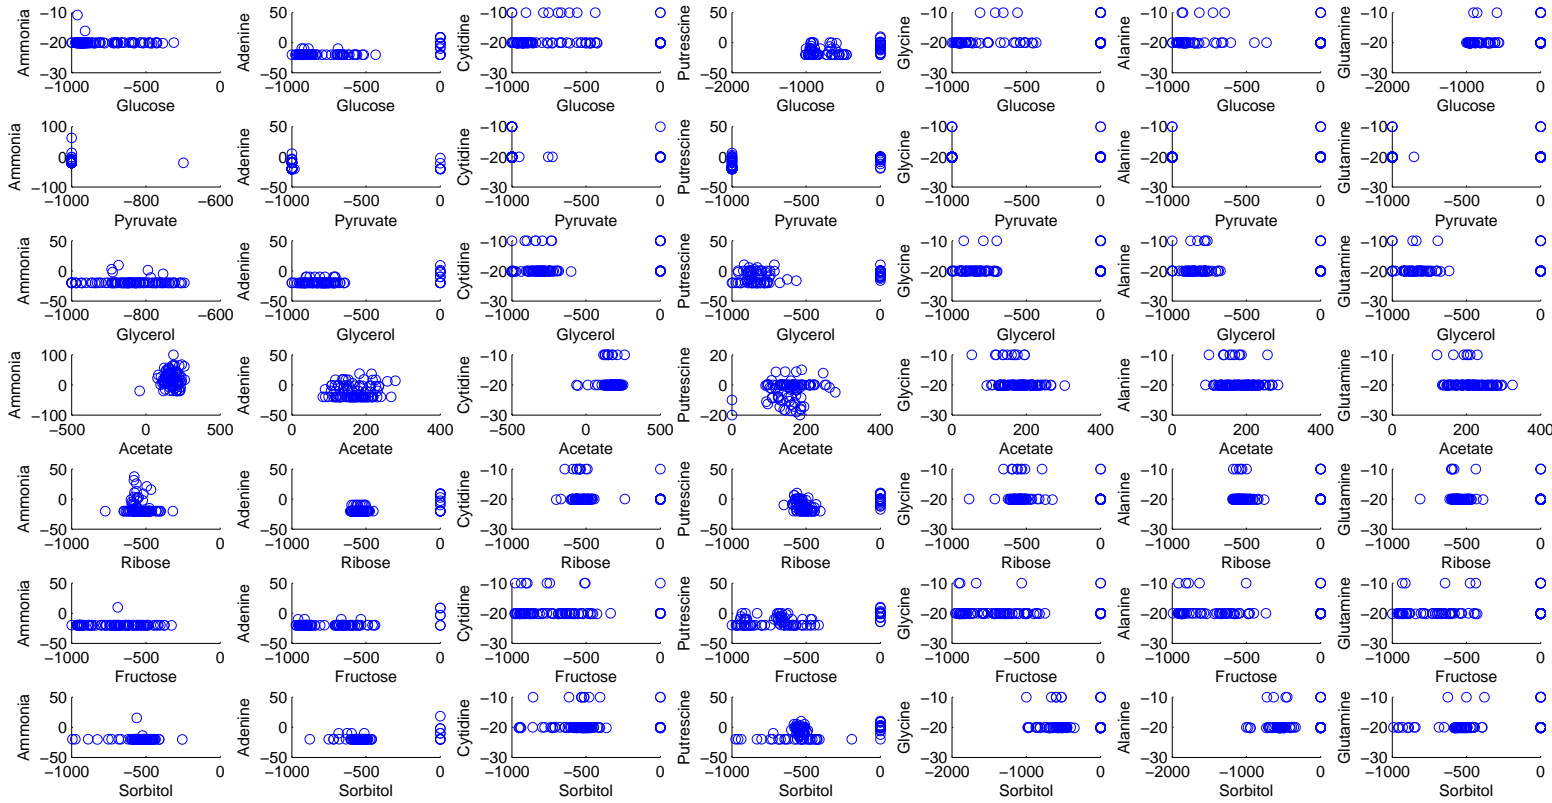 −10 50 −10 50 −10 −10 −10
Ammonia Adenine Cytidine Putrescine Glycine Alanine Glutamine
−20 0 −20 0 −20 −20 −20
−30 −50 −30 −50 −30 −30 −30
−1000 −500 0 −1000 −500 0 −1000 −500 0 −2000 −1000 0 −1000 −500 0 −1000 −500 0 −2000 −1000 0
Glucose Glucose Glucose Glucose Glucose Glucose Glucose
100 50 −10 50 −10 −10 −10
Ammonia Adenine Cytidine Putrescine Glycine Alanine Glutamine
0 0 −20 0 −20 −20 −20
−100 −50 −30 −50 −30 −30 −30
−1000 800 −600 −1000 −500 0 −1000 −500 0 −1000 −500 0 −1000 −500 0 −1000 −500 0 −1000 −500 0
Pyruvate Pyruvate Pyruvate Pyruvate Pyruvate Pyruvate Pyruvate
50 50 −10 50 −10 −10 −10
Ammonia Adenine Cytidine Putrescine Glycine Alanine Glutamine
0 0 −20 0 −20 −20 −20
−50 −50 −30 −50 −30 −30 −30
−1000 800 −600 −1000 −500 0 −1000 −500 0 −1000 −500 0 −1000 −500 0 −1000 −500 0 −1000 −500 0
Glycerol Glycerol Glycerol Glycerol Glycerol Glycerol Glycerol
100 50 −10 20 −10 −10 −10
Ammonia Adenine Cytidine Putrescine Glycine Alanine Glutamine
0 0 −20 0 −20 −20 −20
−100 −50 −30 −20 −30 −30 −30
−500 0 500 0 200 400 −500 0 500 0 200 400 0 200 400 0 200 400 0 200 400
Acetate Acetate Acetate Acetate Acetate Acetate Acetate
50 50 −10 50 −10 −10 −10
Ammonia Adenine Cytidine Putrescine Glycine Alanine Glutamine
0 0 −20 0 −20 −20 −20
−50 −50 −30 −50 −30 −30 −30
−1000 −500 0 −1000 −500 0 −1000 −500 0 −1000 −500 0 −1000 −500 0 −1000 −500 0 −1000 −500 0
Ribose Ribose Ribose Ribose Ribose Ribose Ribose
50 50 −10 50 −10 −10 −10
Ammonia Adenine Cytidine Putrescine Glycine Alanine Glutamine
0 0 −20 0 −20 −20 −20
−50 −50 −30 −50 −30 −30 −30
−1000 −500 0 −1000 −500 0 −1000 −500 0 −1000 −500 0 −1000 −500 0 −1000 −500 0 −1000 −500 0
Fructose Fructose Fructose Fructose Fructose Fructose Fructose
50 50 −10 50 −10 −10 −10
Ammonia Adenine Cytidine Putrescine Glycine Alanine Glutamine
0 0 −20 0 −20 −20 −20
−50 −50 −30 −50 −30 −30 −30
−1000 −500 0 −1000 −500 0 −1000 −500 0 −1000 −500 0 −2000 −1000 0 −2000 −1000 0 −1000 −500 0
Sorbitol Sorbitol Sorbitol Sorbitol Sorbitol Sorbitol Sorbitol